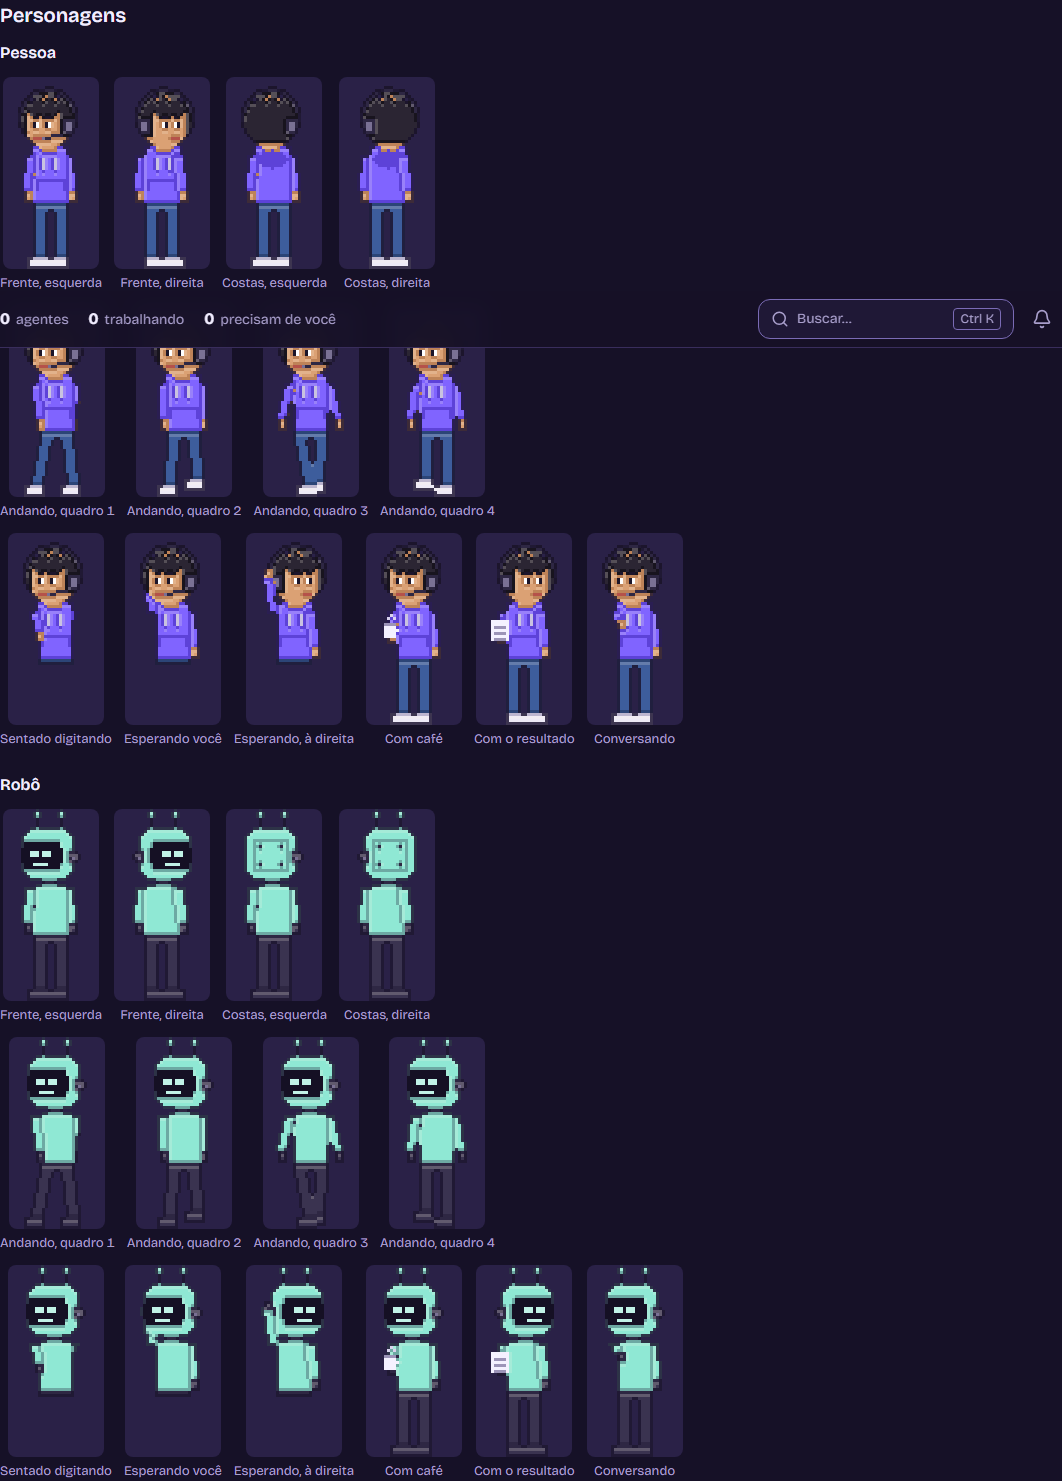 Personagens
Pessoa
Frente, esquerda Frente, direita Costas, esquerda Costas, direita
0 agentes 0 trabalhando 0 precisam de você Buscar... Ctrl K
Andando, quadro 1 Andando, quadro 2 Andando, quadro 3 Andando, quadro 4
Sentado digitando Esperando você Esperando, à direita Com café Com o resultado Conversando
Robô
Frente, esquerda Frente, direita Costas, esquerda Costas, direita
Andando, quadro 1 Andando, quadro 2 Andando, quadro 3 Andando, quadro 4
Sentado digitando Esperando você Esperando, à direita Com café Com o resultado Conversando